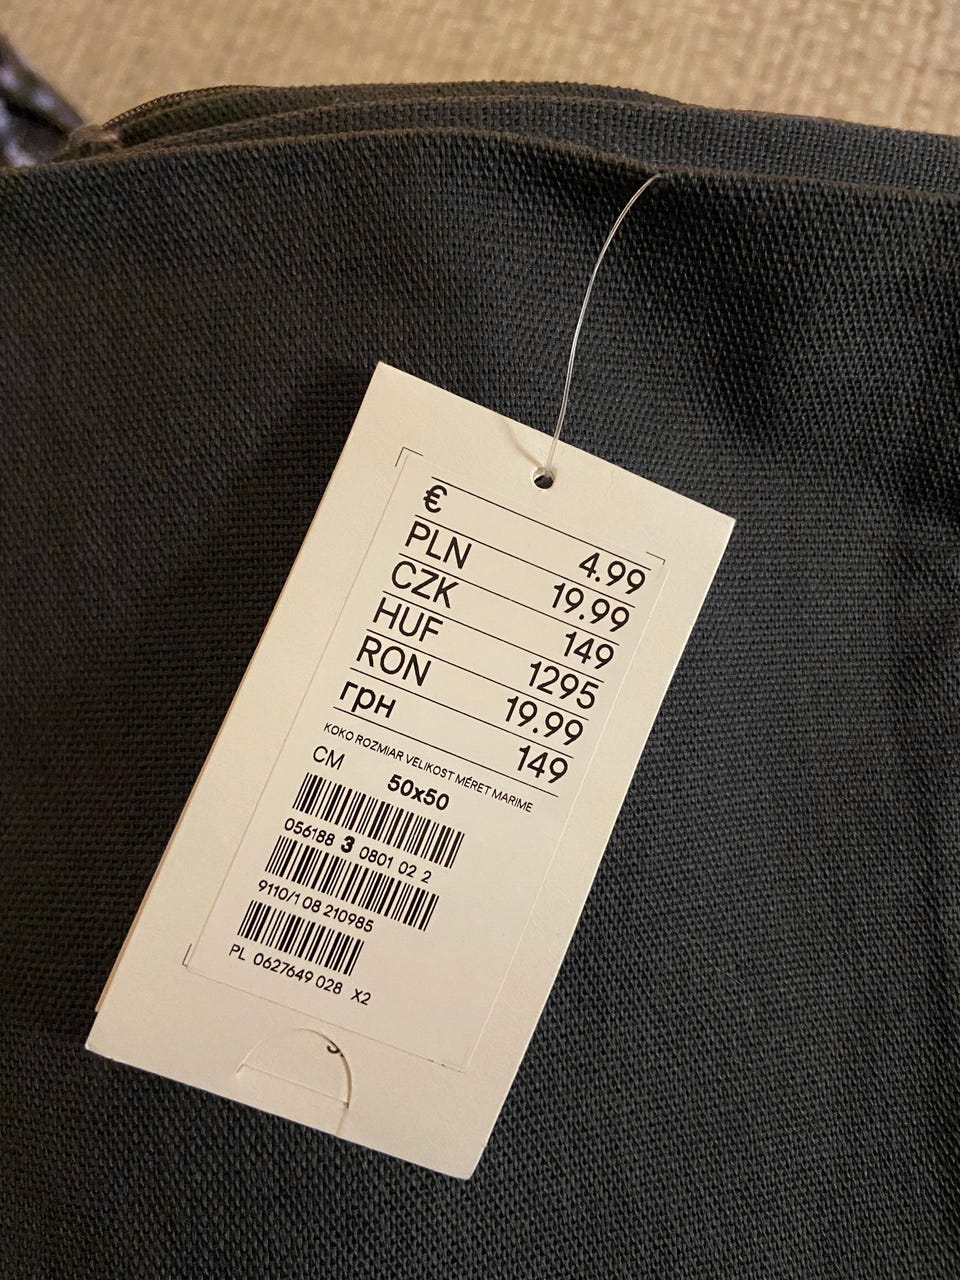 € 4.99
PLN 19.99
CZK 149
HUF 1295
RON 19.99
грн 149
KOKO ROZMIAR VELIKOST MÉRET MARIME
CM 50x50
056188 3 0801 02 2
9110/1 08 210985
PL 0627649 028 X2